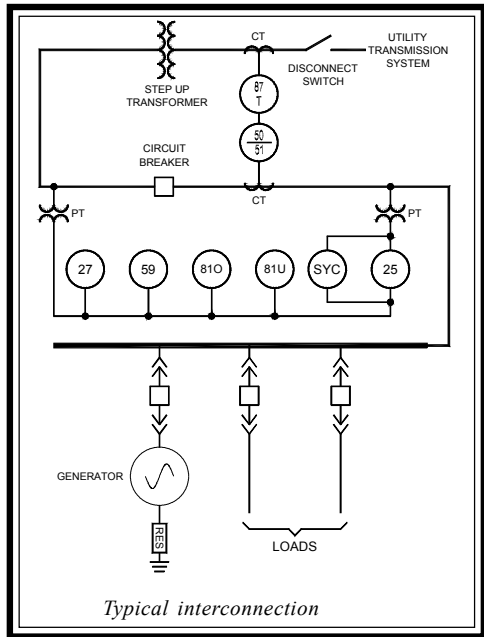 CT
UTILITY
TRANSMISSION
SYSTEM
DISCONNECT
SWITCH
STEP UP
TRANSFORMER
87
T
50
51
CIRCUIT
BREAKER
CT
PT
PT
27
59
81O
81U
SYC
25
GENERATOR
RES
LOADS
Typical interconnection